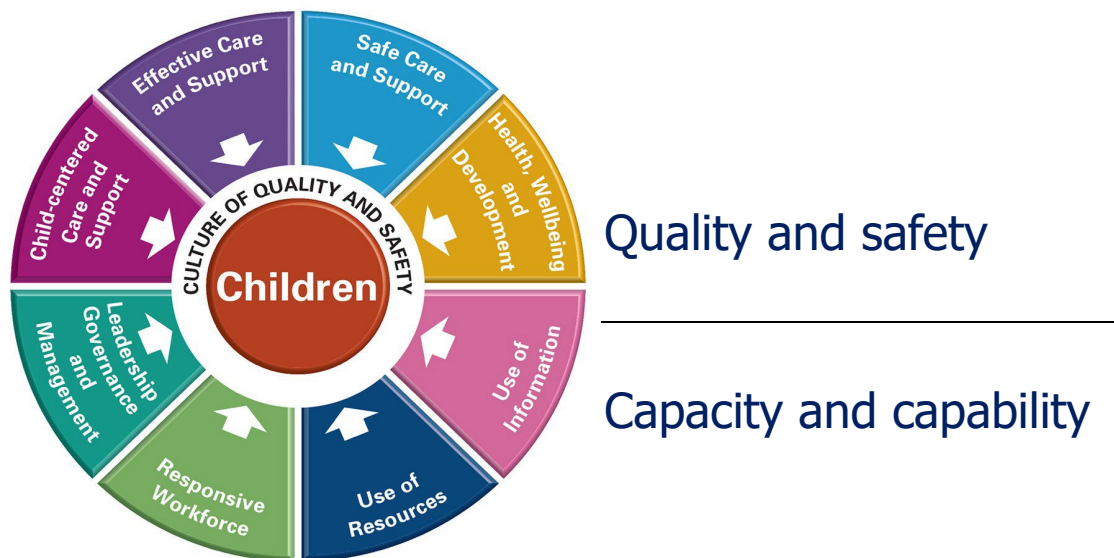 Effective Care
and Support
Safe Care
and Support
Health, Wellbeing
and
Development
Use of
Information
Use of
Resources
Responsive
Workforce
Leadership
Governance
and
Management
Child-centered
Care and
Support
CULTURE OF QUALITY AND SAFETY
Children
Quality and safety
Capacity and capability